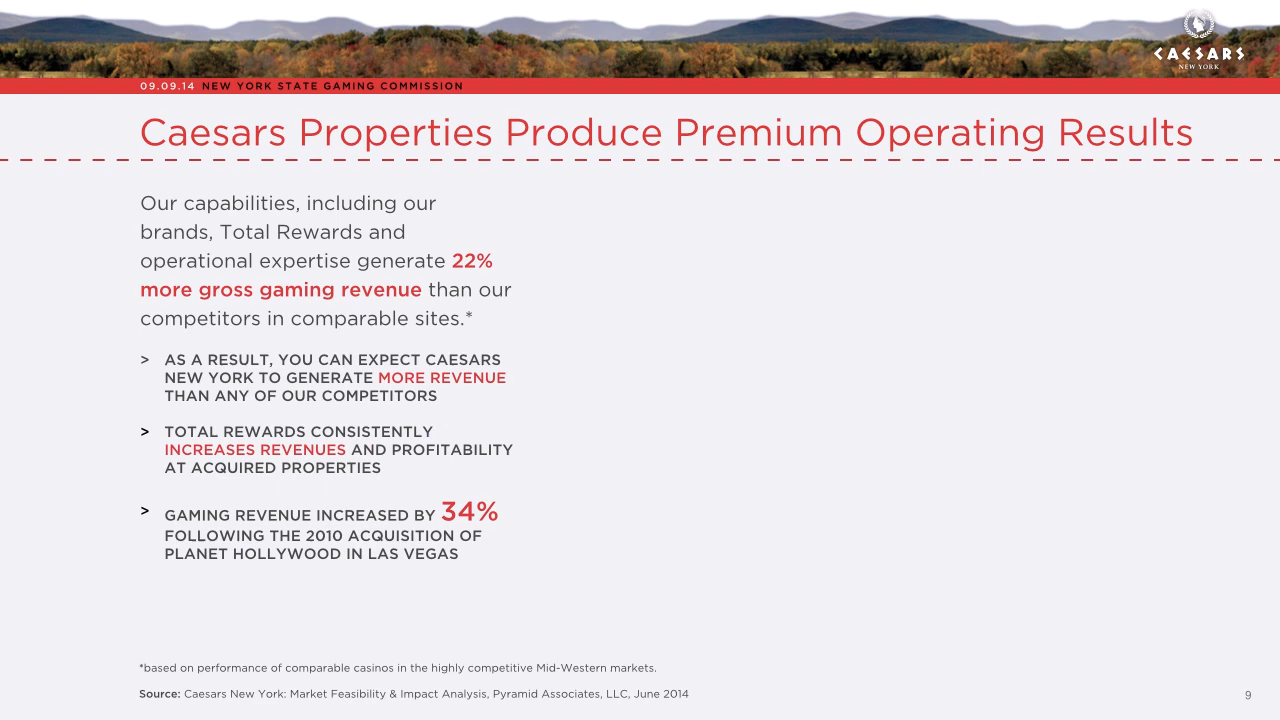 CAESARS
NEW YORK
09.09.14 NEW YORK STATE GAMING COMMISSION
Caesars Properties Produce Premium Operating Results
Our capabilities, including our
brands, Total Rewards and
operational expertise generate 22%
more gross gaming revenue than our
competitors in comparable sites.*
> AS A RESULT, YOU CAN EXPECT CAESARS
NEW YORK TO GENERATE MORE REVENUE
THAN ANY OF OUR COMPETITORS
> TOTAL REWARDS CONSISTENTLY
INCREASES REVENUES AND PROFITABILITY
AT ACQUIRED PROPERTIES
> GAMING REVENUE INCREASED BY 34%
FOLLOWING THE 2010 ACQUISITION OF
PLANET HOLLYWOOD IN LAS VEGAS
*based on performance of comparable casinos in the highly competitive Mid-Western markets.
Source: Caesars New York: Market Feasibility & Impact Analysis, Pyramid Associates, LLC, June 2014
9